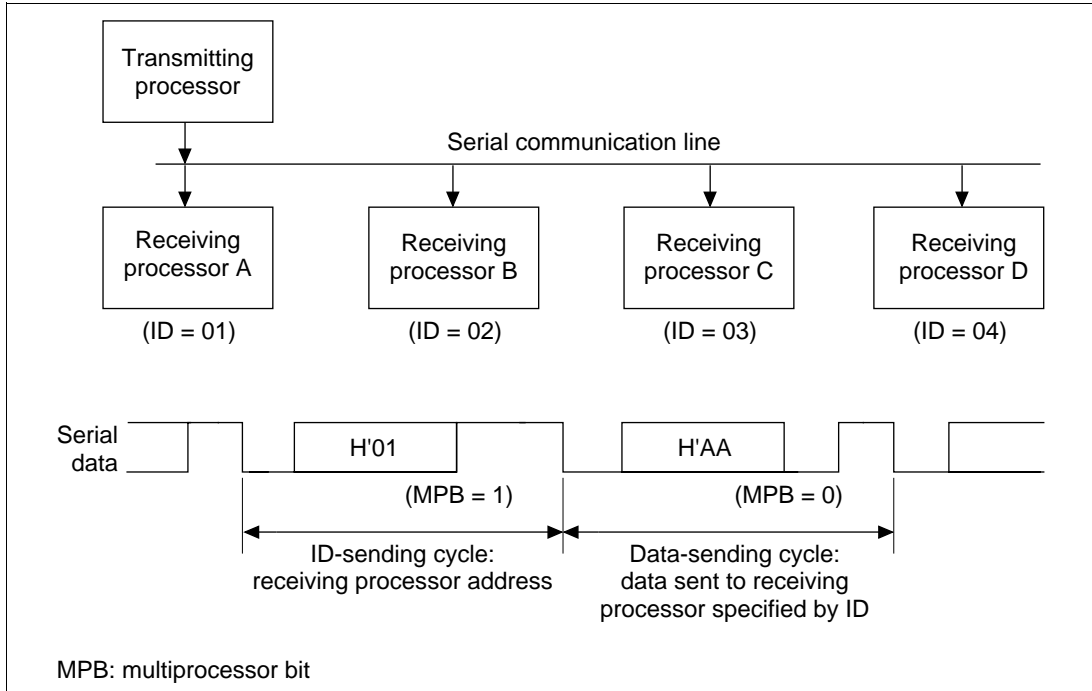 Transmitting
processor
Serial communication line
Receiving
processor A
Receiving
processor B
Receiving
processor C
Receiving
processor D
(ID = 01)
(ID = 02)
(ID = 03)
(ID = 04)
Serial
data
H'01
H'AA
(MPB = 1)
(MPB = 0)
ID-sending cycle:
receiving processor address
Data-sending cycle:
data sent to receiving
processor specified by ID
MPB: multiprocessor bit